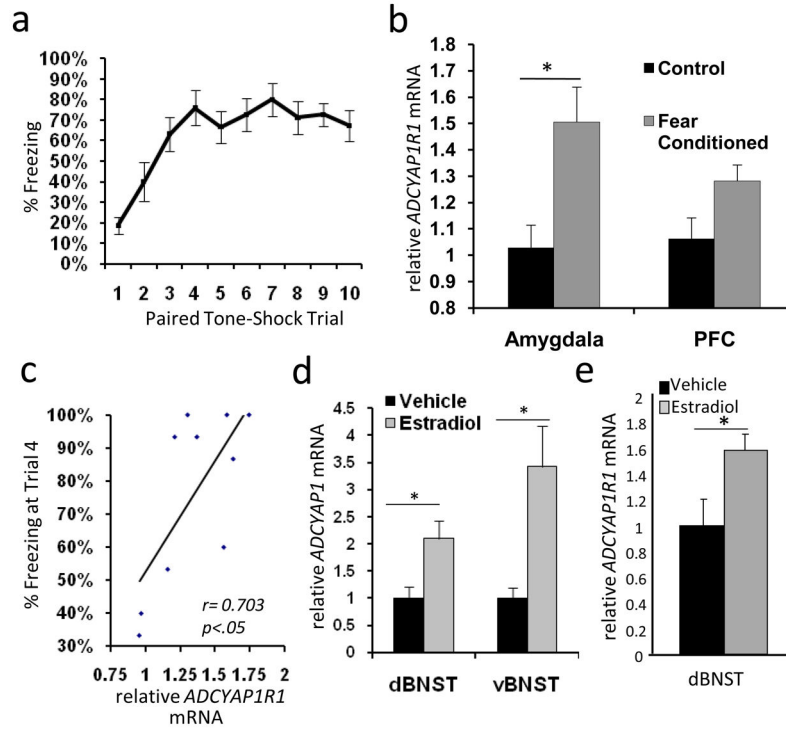 a
100%
90%
80%
70%
60%
50%
40%
30%
20%
10%
0%
% Freezing
1 2 3 4 5 6 7 8 9 10
Paired Tone-Shock Trial
b
1.8
1.7
1.6
1.5
1.4
1.3
1.2
1.1
1
0.9
0.8
relative ADCYAP1R1 mRNA
*
Control
Fear
Conditioned
Amygdala PFC
c
100%
90%
80%
70%
60%
50%
40%
30%
% Freezing at Trial 4
r= 0.703
p<.05
0.75 1 1.25 1.5 1.75 2
relative ADCYAP1R1
mRNA
d
Vehicle
Estradiol
4.5
4
3.5
3
2.5
2
1.5
1
0.5
0
relative ADCYAP1 mRNA
*
*
dBNST vBNST
e
Vehicle
Estradiol
*
2
1.8
1.6
1.4
1.2
1
0.8
0.6
0.4
0.2
0
relative ADCYAP1R1 mRNA
dBNST